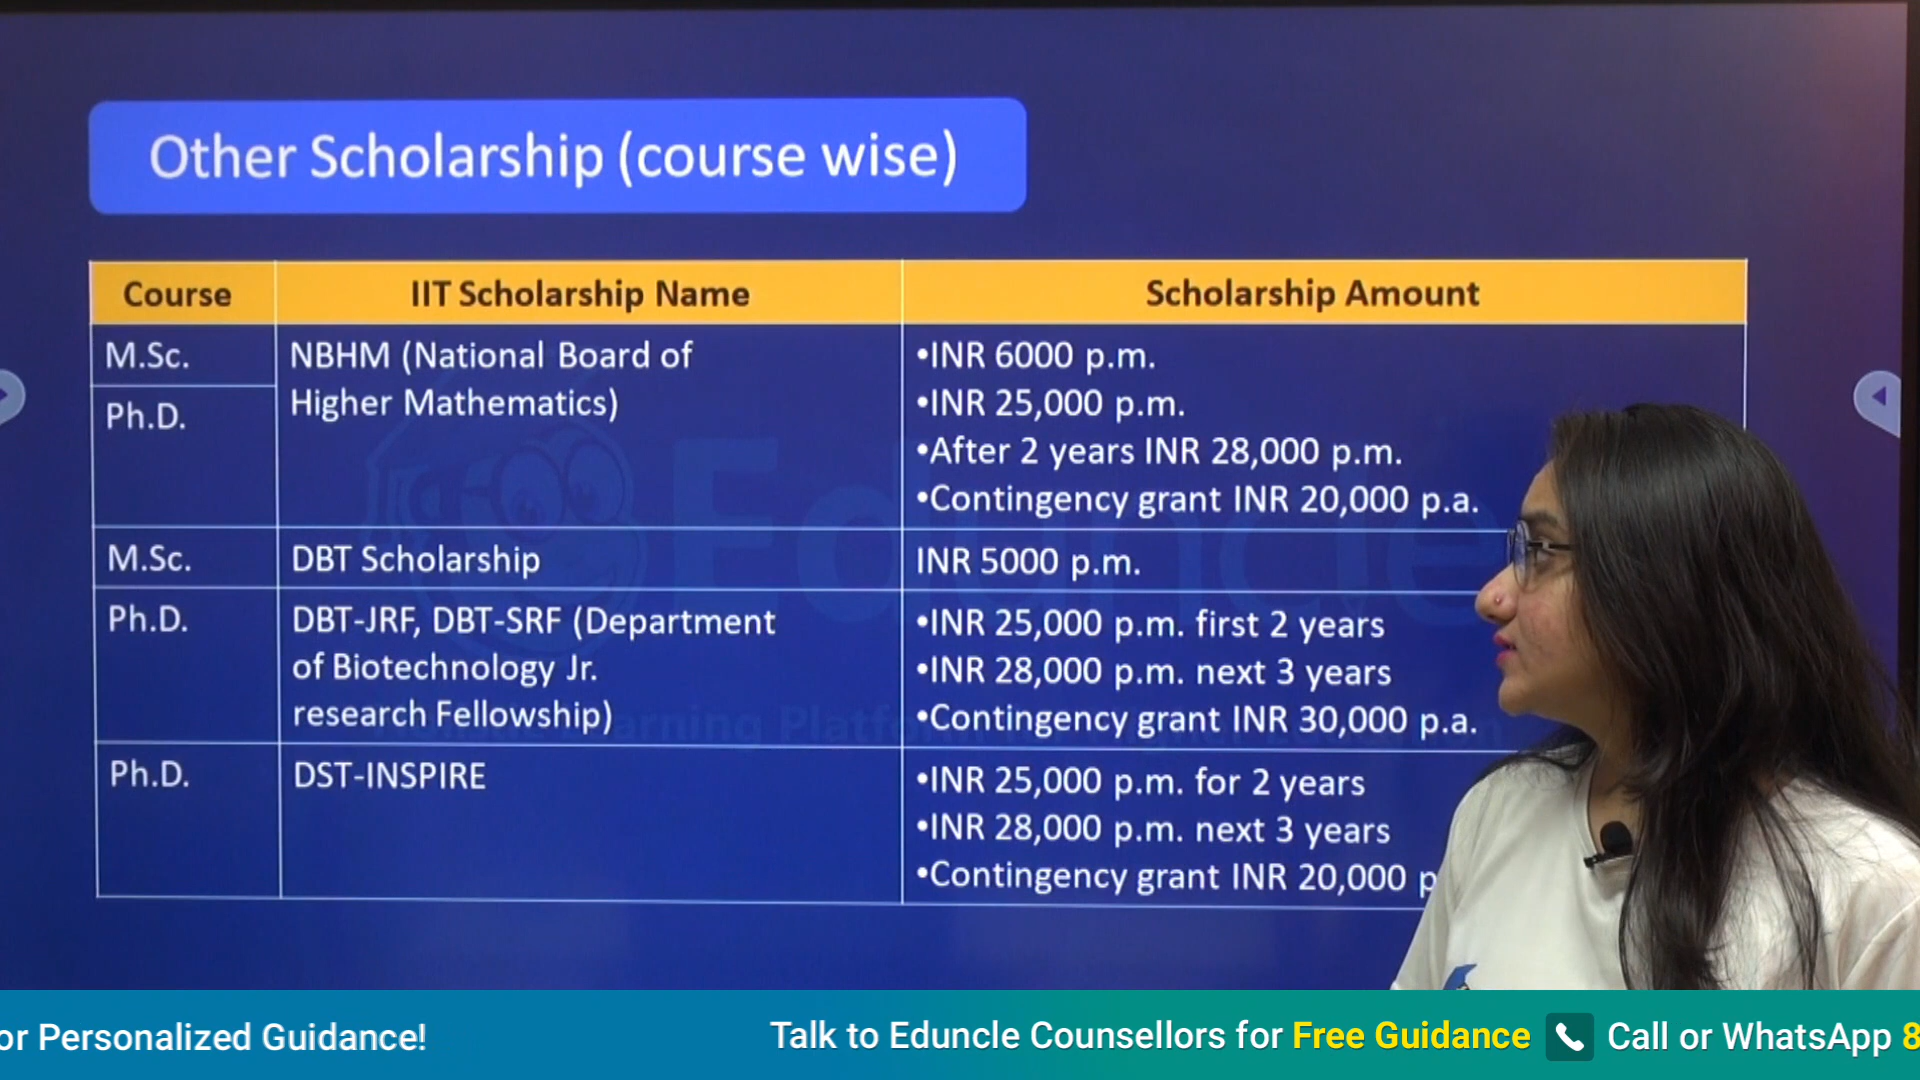 Other Scholarship (course wise)
Course
IIT Scholarship Name
Scholarship Amount
M.Sc.
Ph.D.
NBHM (National Board of
Higher Mathematics)
•INR 6000 p.m.
•INR 25,000 p.m.
•After 2 years INR 28,000 p.m.
•Contingency grant INR 20,000 p.a.
M.Sc.
DBT Scholarship
INR 5000 p.m.
Ph.D.
DBT-JRF, DBT-SRF (Department
of Biotechnology Jr.
research Fellowship)
•INR 25,000 p.m. first 2 years
•INR 28,000 p.m. next 3 years
•Contingency grant INR 30,000 p.a.
Ph.D.
DST-INSPIRE
•INR 25,000 p.m. for 2 years
•INR 28,000 p.m. next 3 years
•Contingency grant INR 20,000 p
Eduncle
or Personalized Guidance!
Talk to Eduncle Counsellors for Free Guidance
Call or WhatsApp 8